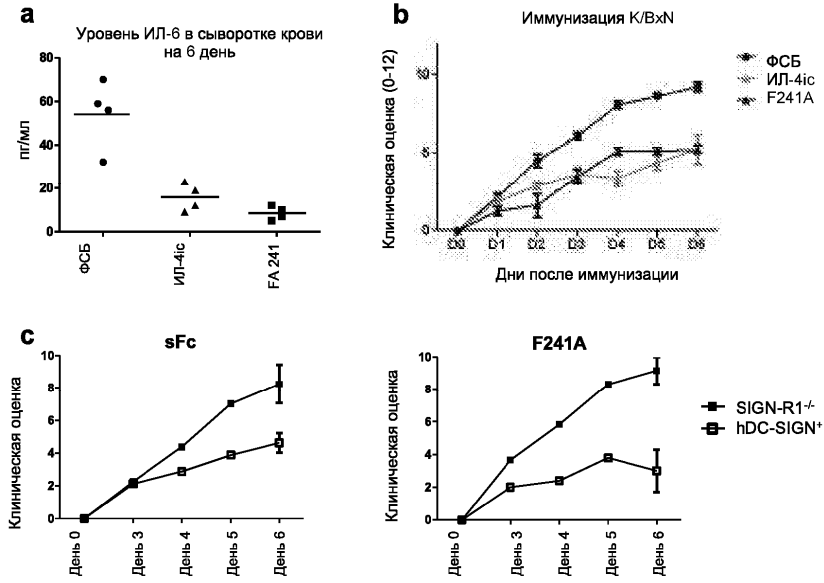 a
Уровень ИЛ-6 в сыворотке крови
на 6 день
пг/мл
80
60
40
20
0
ФСБ
ИЛ-4ic
FA 241
b
Иммунизация K/BxN
Клиническая оценка (0-12)
10
5
0
D0 D1 D2 D3 D4 D5 D6
Дни после иммунизации
ФСБ
ИЛ-4ic
F241A
c
sFc
Клиническая оценка
10
8
6
4
2
0
День 0
День 3
День 4
День 5
День 6
F241A
Клиническая оценка
10
8
6
4
2
0
День 0
День 3
День 4
День 5
День 6
SIGN-R1-/-
hDC-SIGN+